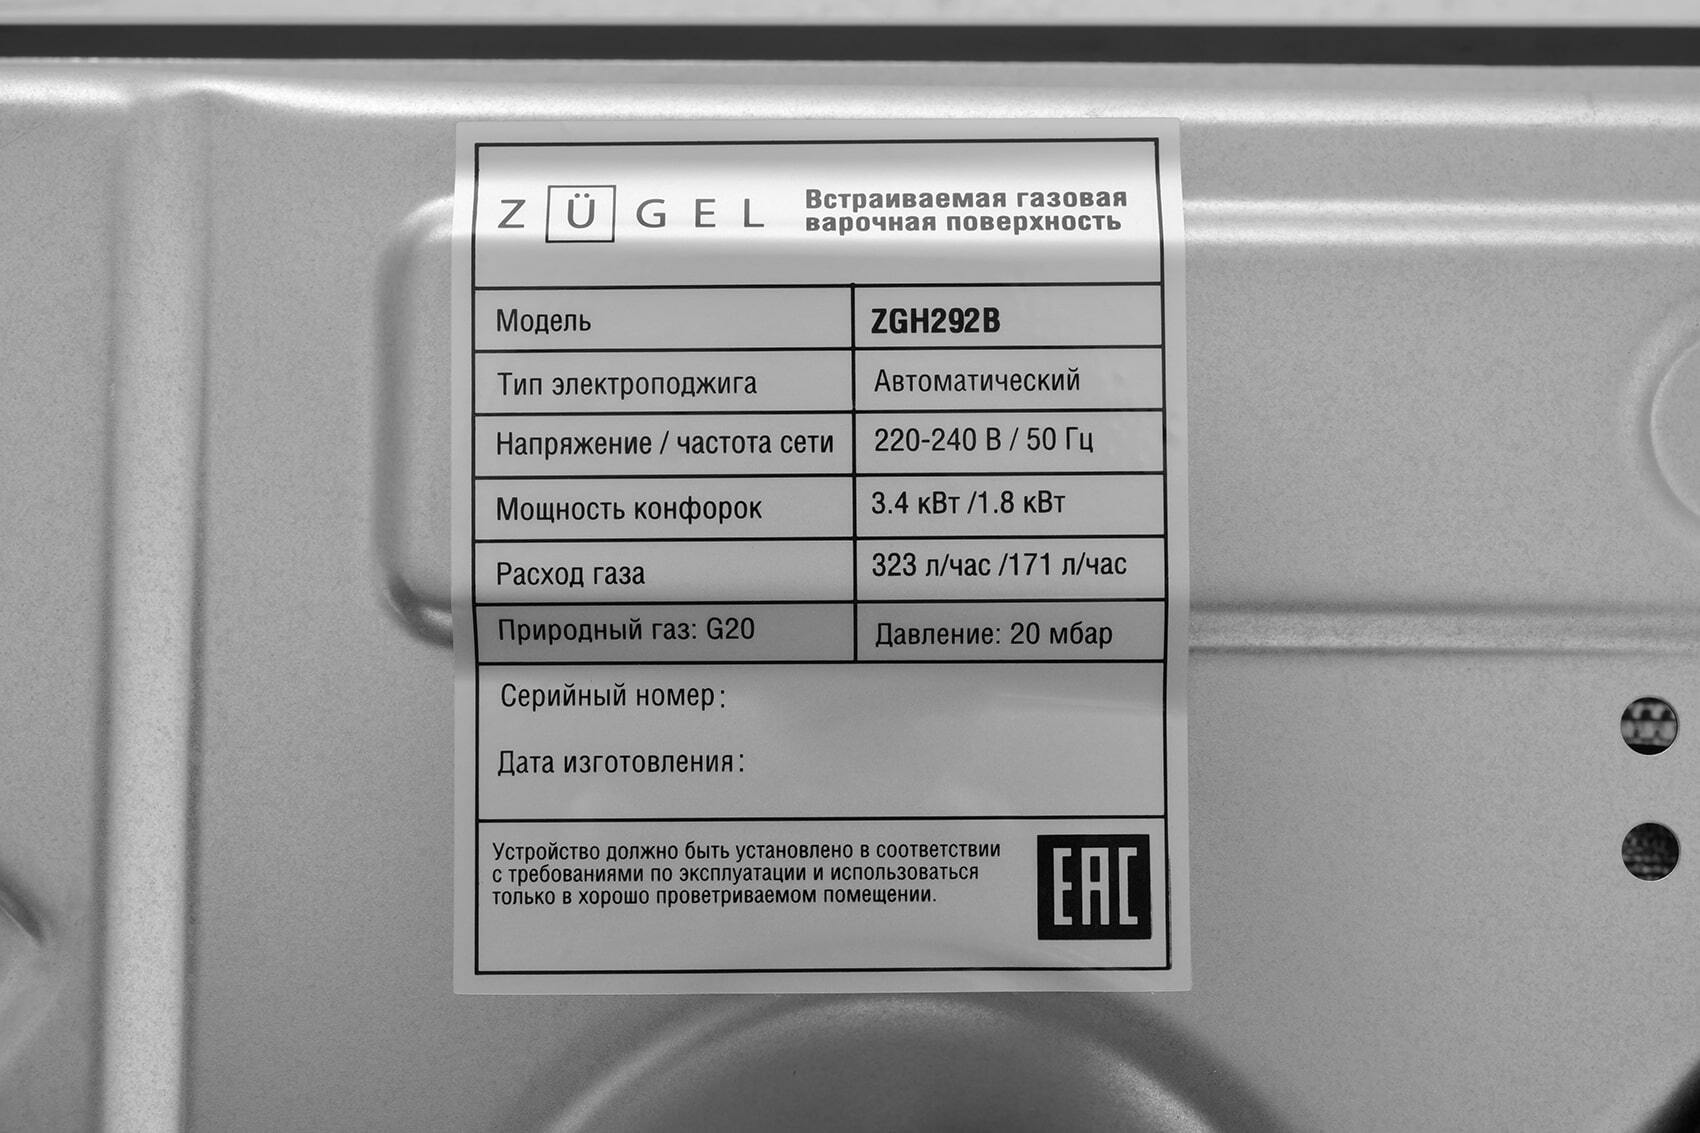 ZÜGEL
Встраиваемая газовая
варочная поверхность
Модель
ZGH292B
Тип электроподжига
Автоматический
Напряжение / частота сети
220-240 В / 50 Гц
Мощность конфорок
3.4 кВт /1.8 кВт
Расход газа
323 л/час /171 л/час
Природный газ: G20
Давление: 20 мбар
Серийный номер:
Дата изготовления:
Устройство должно быть установлено в соответствии
с требованиями по эксплуатации и использоваться
только в хорошо проветриваемом помещении.
EAC